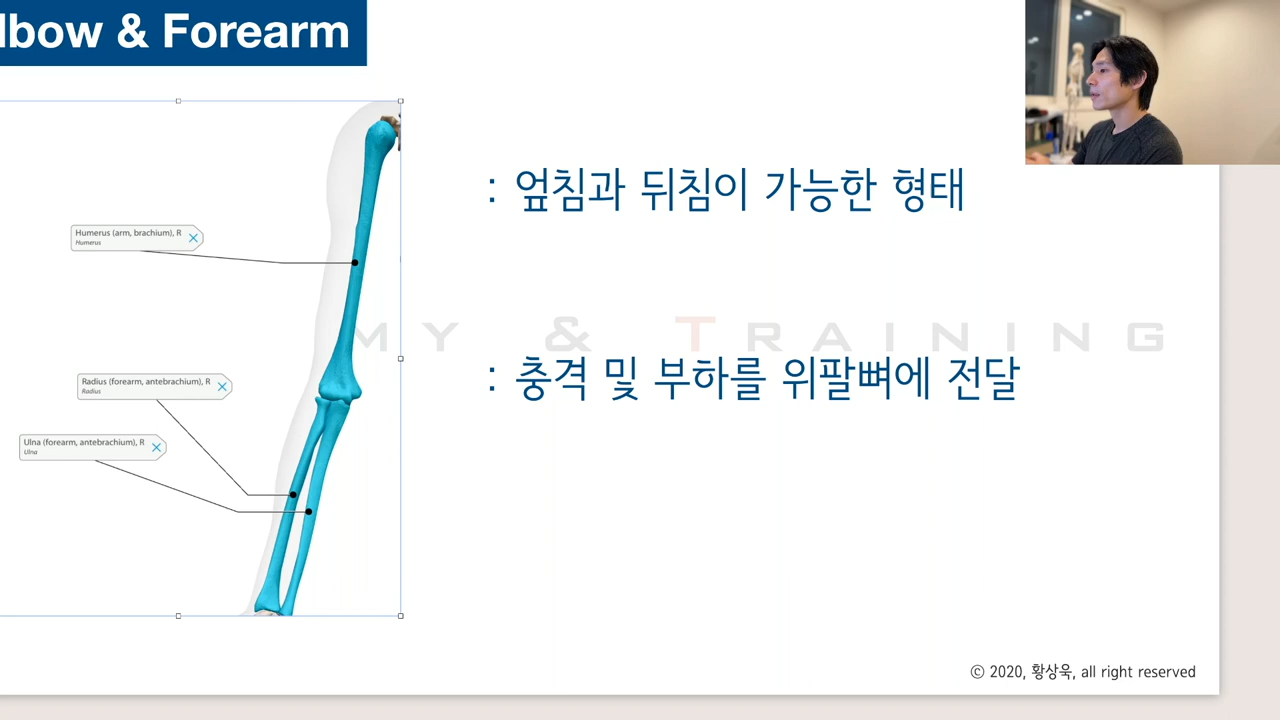 lbow & Forearm
: 엎침과 뒤침이 가능한 형태
Humerus (arm, brachium), R
Humerus
MY & TRAINING
: 충격 및 부하를 위팔뼈에 전달
Radius (forearm, antebrachium), R
Radius
Ulna (forearm, antebrachium), R
Ulna
© 2020, 황상욱, all right reserved